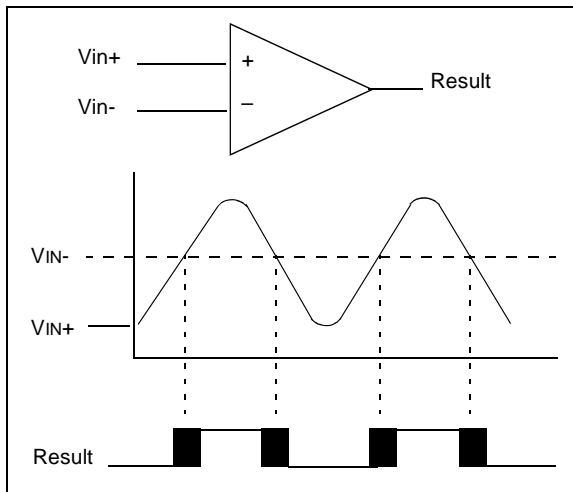 Vin+
+
Result
Vin-
–
VIN-
VIN+
Result